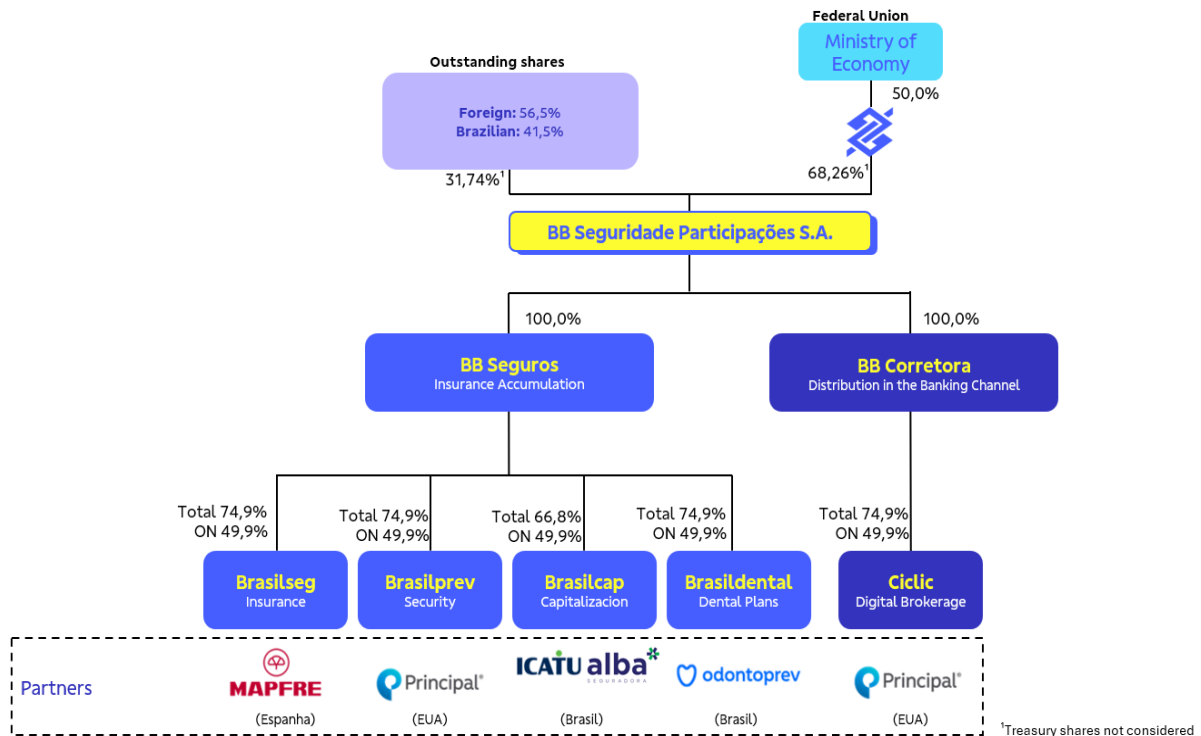 Federal Union
Ministry of
Economy
50,0%
Outstanding shares
Foreign: 56,5%
Brazilian: 41,5%
31,74%¹
68,26%¹
BB Seguridade Participações S.A.
100,0%
100,0%
BB Seguros
Insurance Accumulation
BB Corretora
Distribution in the Banking Channel
Total 74,9%
ON 49,9%
Total 74,9%
ON 49,9%
Total 66,8%
ON 49,9%
Total 74,9%
ON 49,9%
Total 74,9%
ON 49,9%
Brasilseg
Insurance
Brasilprev
Security
Brasilcap
Capitalizacion
Brasildental
Dental Plans
Ciclic
Digital Brokerage
Partners
MAPFRE
(Espanha)
Principal®
(EUA)
ICATU alba
SEGURADORA
(Brasil)
odontoprev
(Brasil)
Principal®
(EUA)
¹Treasury shares not considered